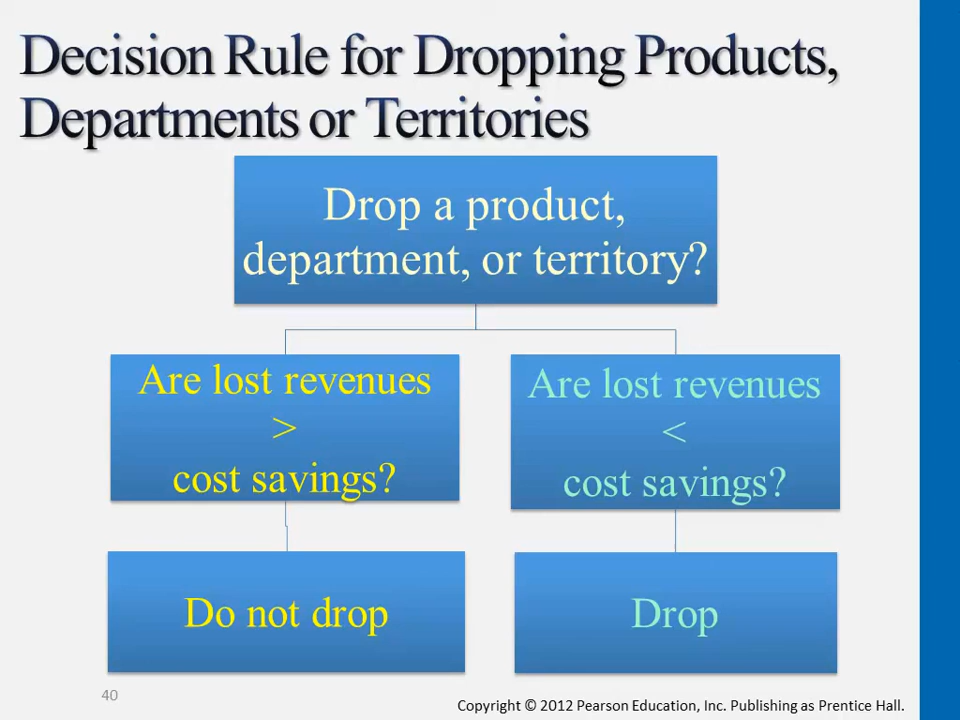 Decision Rule for Dropping Products,
Departments or Territories
Drop a product,
department, or territory?
Are lost revenues
>
cost savings?
Are lost revenues
<
cost savings?
Do not drop
Drop
40
Copyright © 2012 Pearson Education, Inc. Publishing as Prentice Hall.